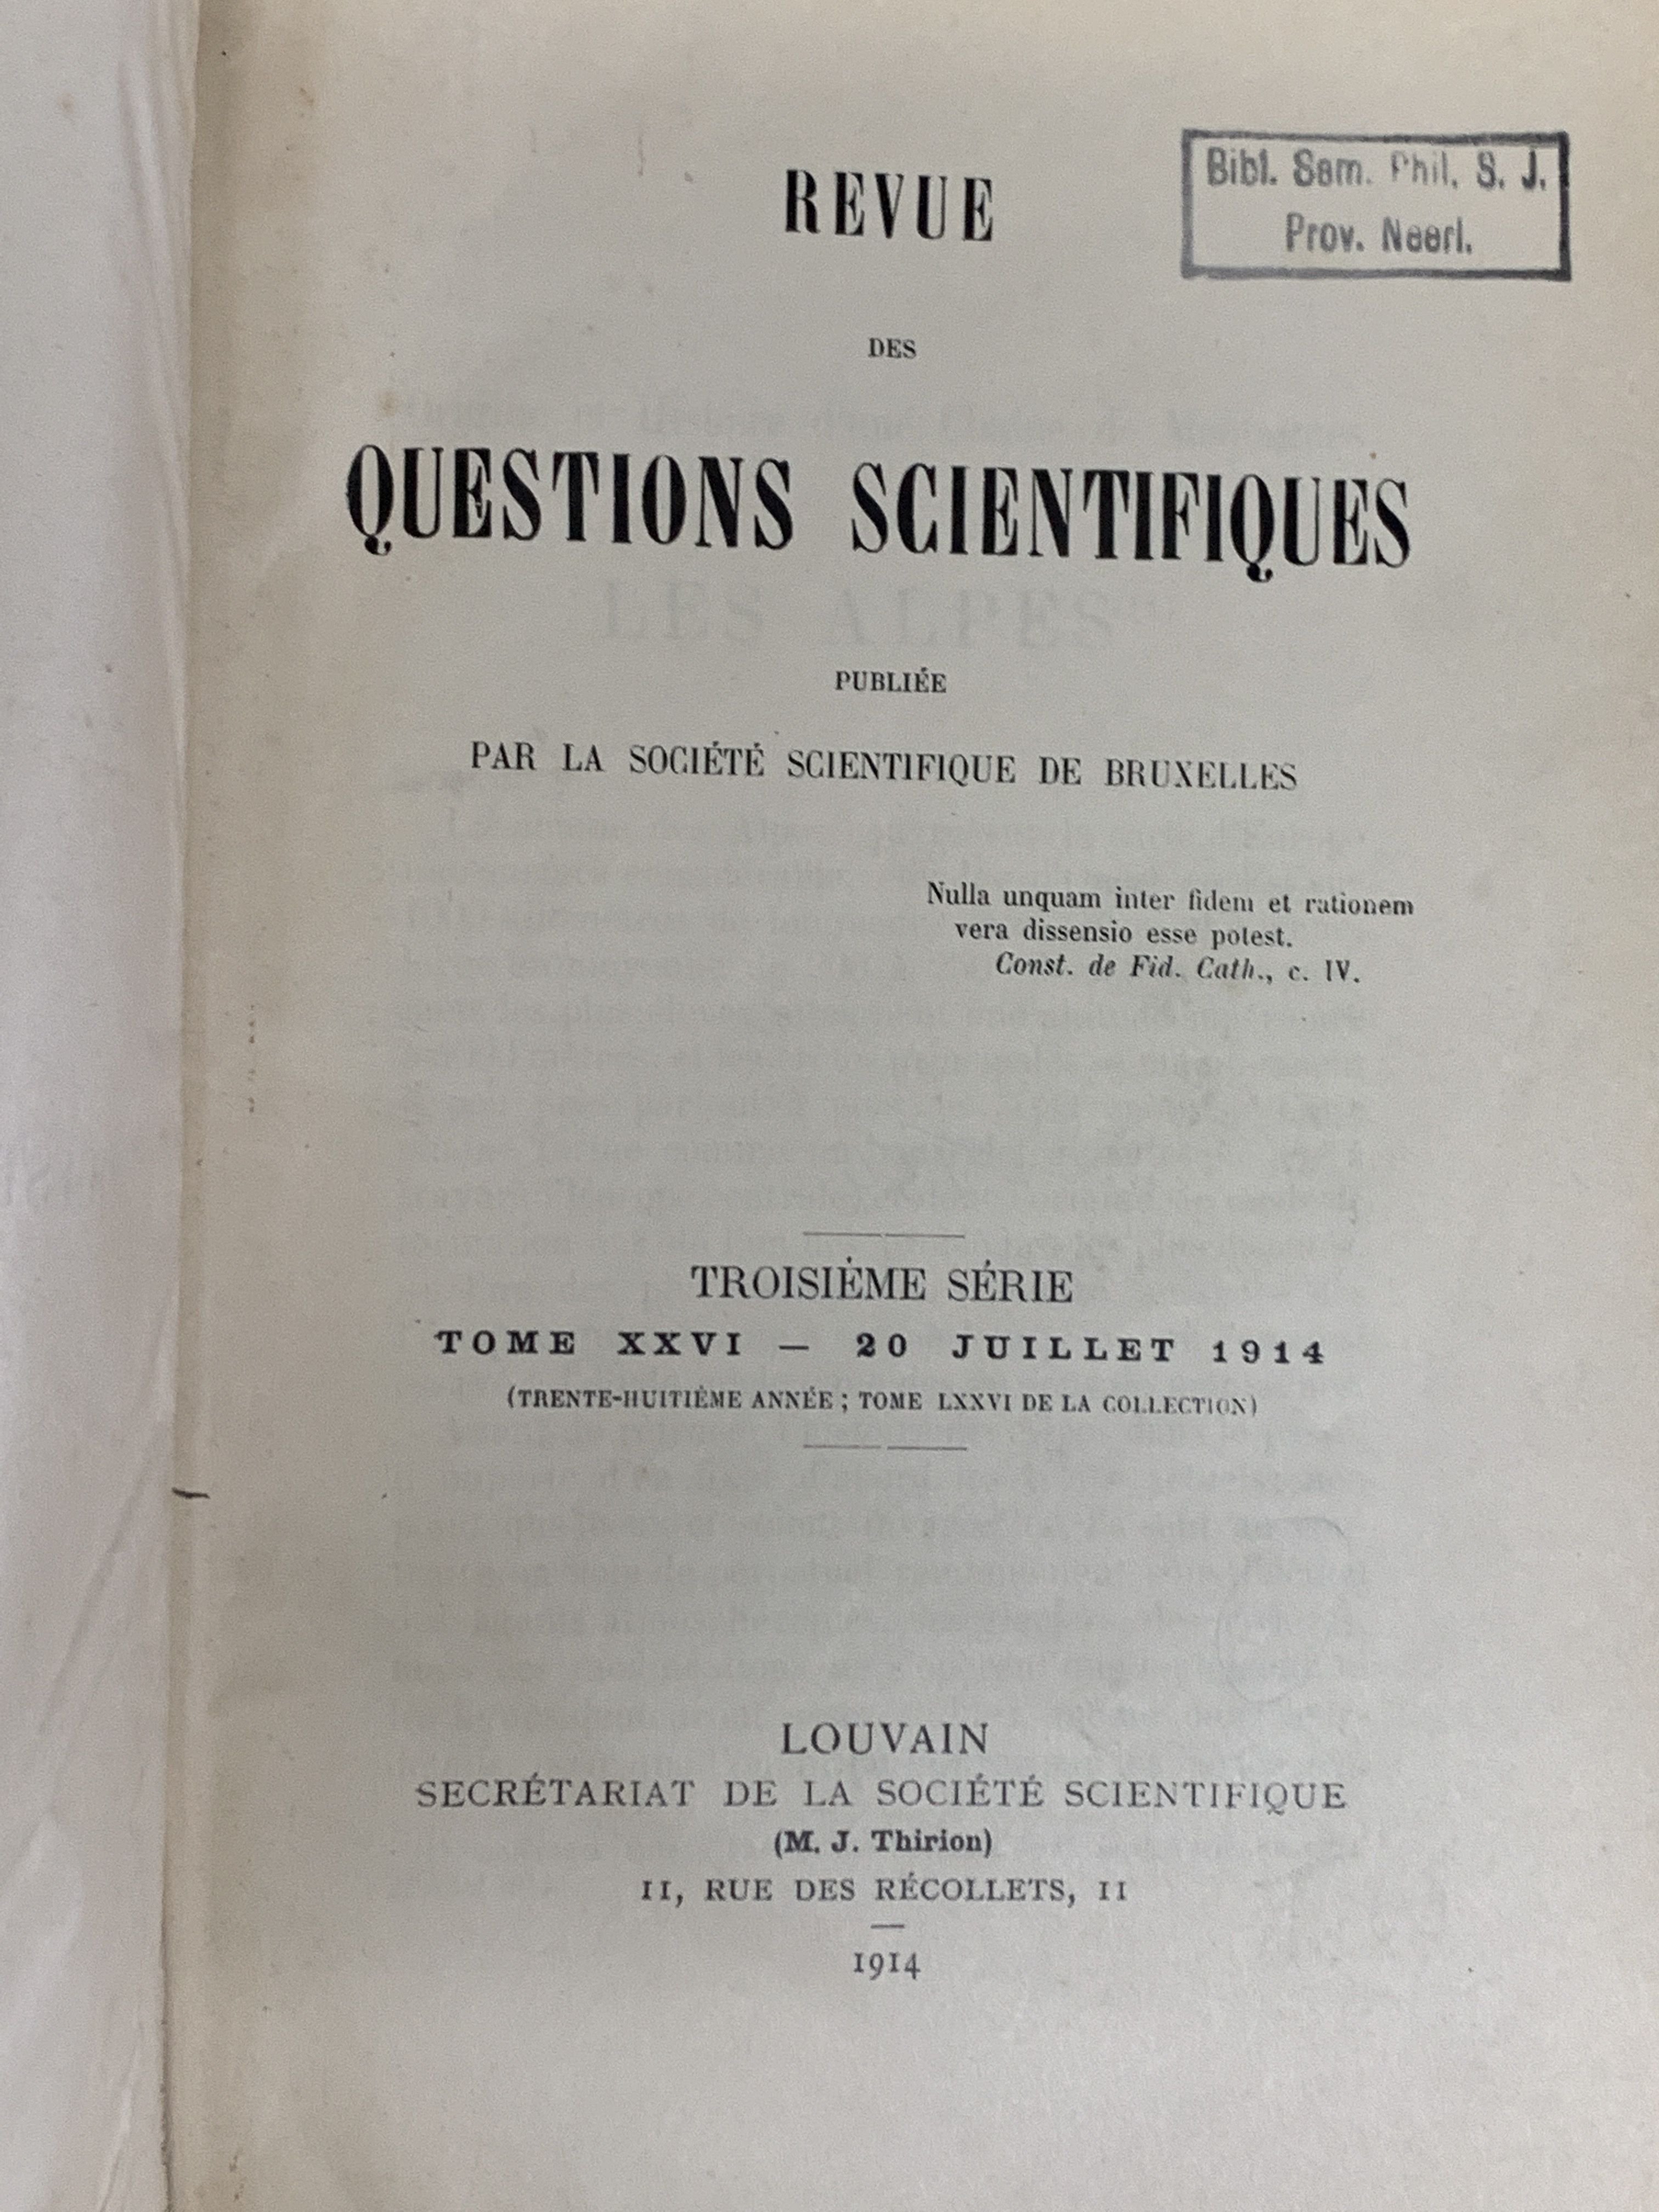 Bibl. Sem. Phil. S. J.
Prov. Neerl.
REVUE
DES
QUESTIONS SCIENTIFIQUES
LES ALPES
PUBLIÉE
PAR LA SOCIÉTÉ SCIENTIFIQUE DE BRUXELLES
Nulla unquam inter fidem et rationem
vera dissensio esse potest.
Const. de Fid. Cath., c. IV.
TROISIÈME SÉRIE
TOME XXVI — 20 JUILLET 1914
(TRENTE-HUITIÈME ANNÉE ; TOME LXXVI DE LA COLLECTION)
LOUVAIN
SECRÉTARIAT DE LA SOCIÉTÉ SCIENTIFIQUE
(M. J. Thirion)
11, RUE DES RÉCOLLETS, 11
1914